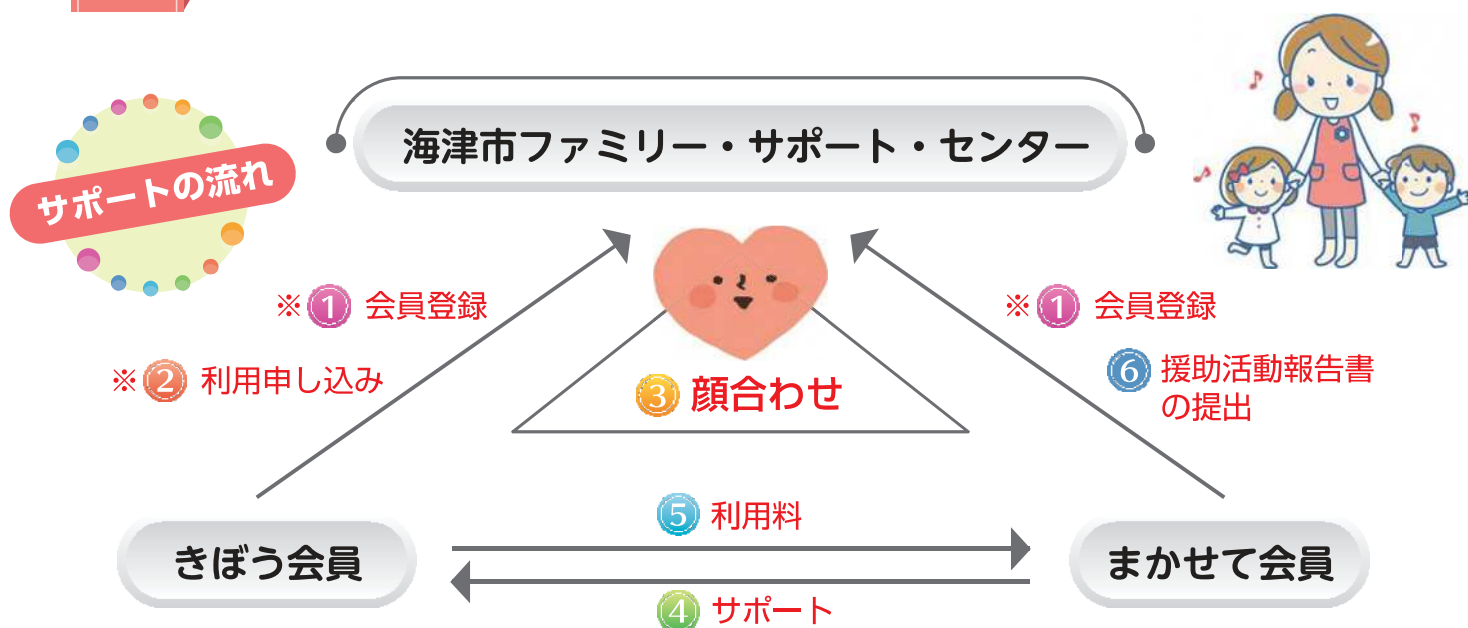 海津市ファミリー・サポート・センター
サポートの流れ
※① 会員登録
※① 会員登録
※② 利用申し込み
⑥ 援助活動報告書
の提出
③ 顔合わせ
⑤ 利用料
きぼう会員
まかせて会員
④ サポート